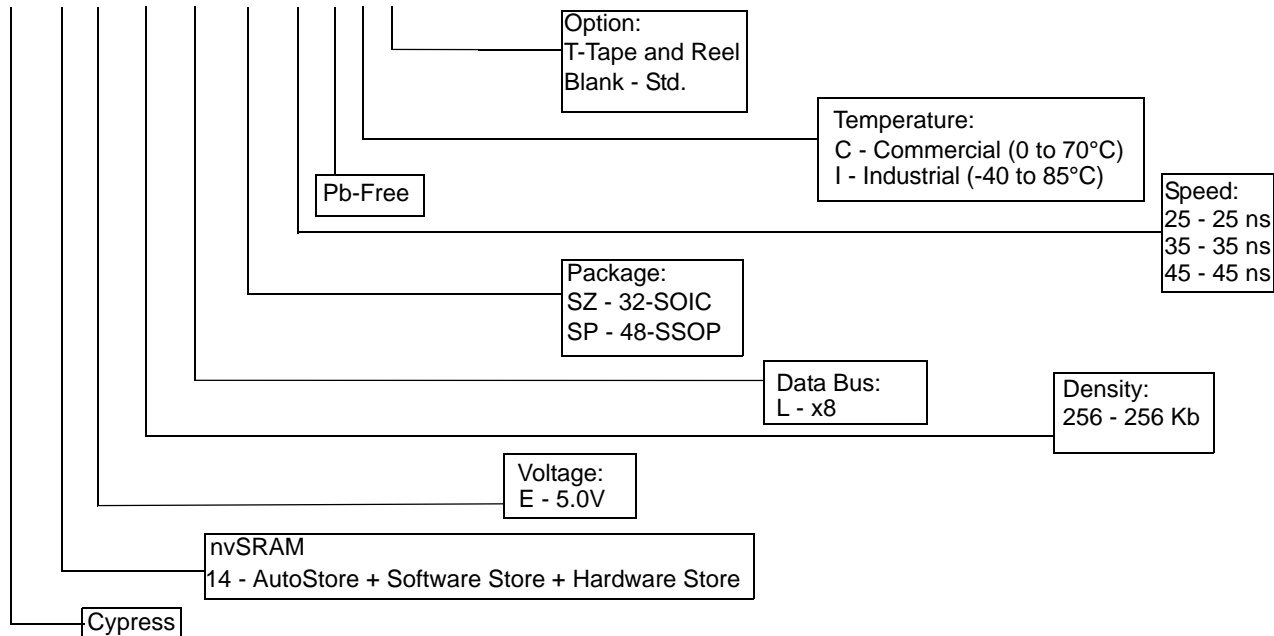 Option:
T-Tape and Reel
Blank - Std.
Temperature:
C - Commercial (0 to 70°C)
I - Industrial (-40 to 85°C)
Pb-Free
Speed:
25 - 25 ns
35 - 35 ns
45 - 45 ns
Package:
SZ - 32-SOIC
SP - 48-SSOP
Data Bus:
L - x8
Density:
256 - 256 Kb
Voltage:
E - 5.0V
nvSRAM
14 - AutoStore + Software Store + Hardware Store
Cypress